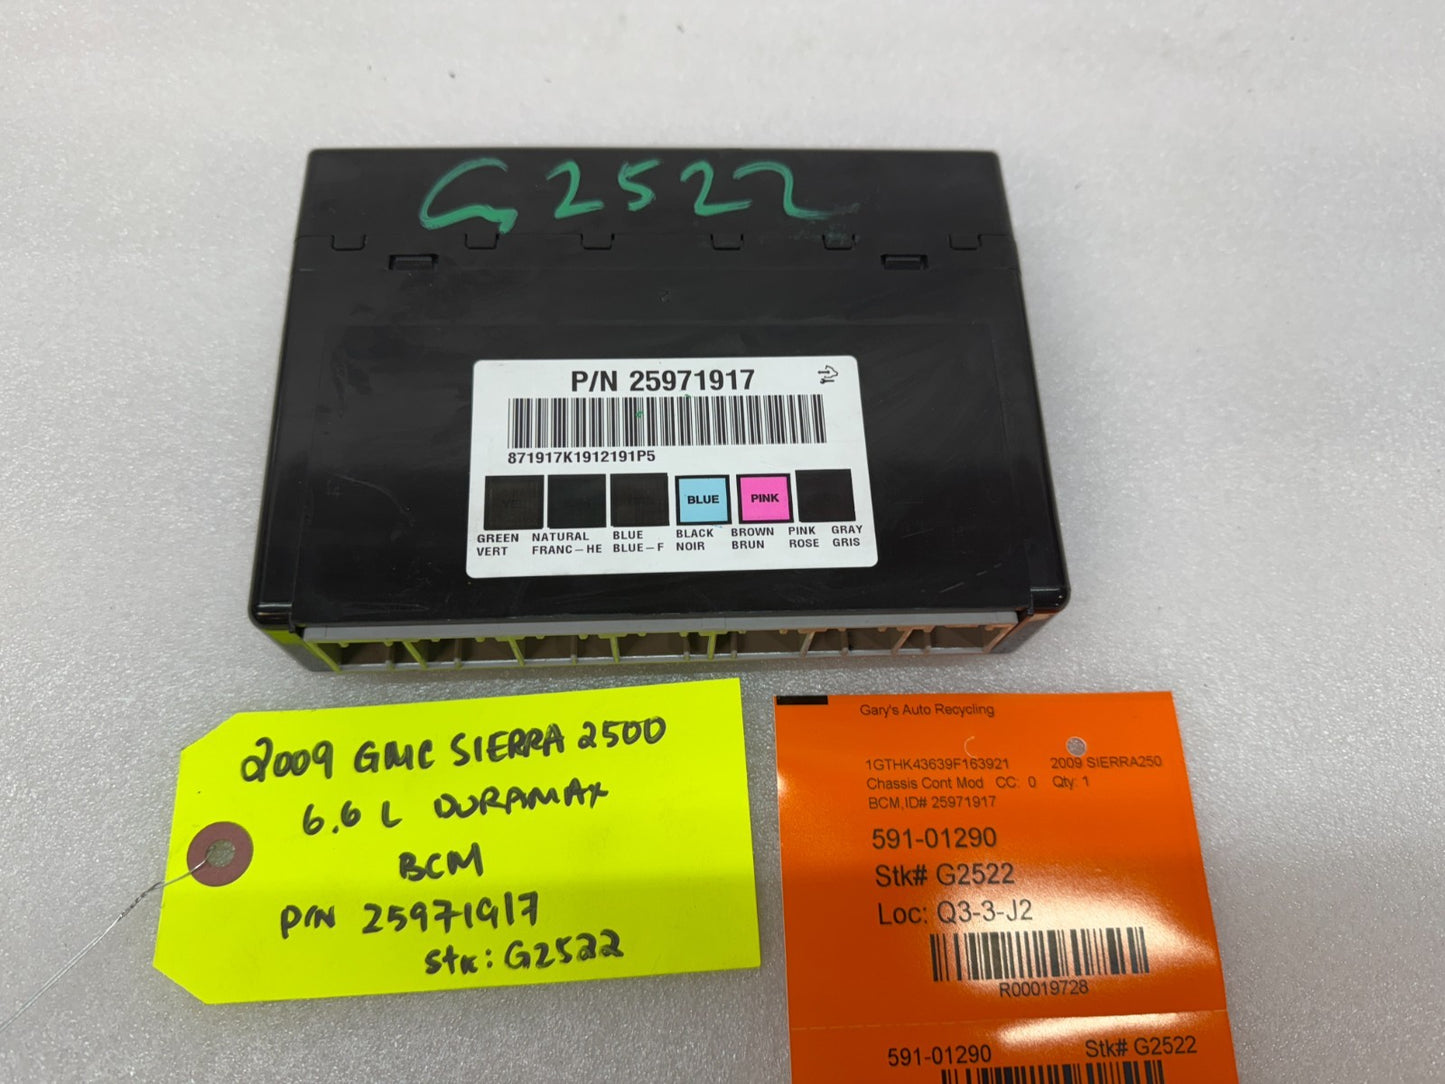 G2522
P/N 25971917
871917K1912191P5
BLUE PINK
GREEN NATURAL BLUE BLACK BROWN PINK GRAY
VERT FRANC-HE BLUE-F NOIR BRUN ROSE GRIS
2009 GMC SIERRA 2500
6.6 L DURAMAX
BCM
P/N 25971917
Stk: G2522
Gary's Auto Recycling
1GTHK43639F163921 2009 SIERRA250
Chassis Cont Mod CC: 0 Qty: 1
BCM,ID# 25971917
591-01290
Stk# G2522
Loc: Q3-3-J2
R00019728
591-01290 Stk# G2522